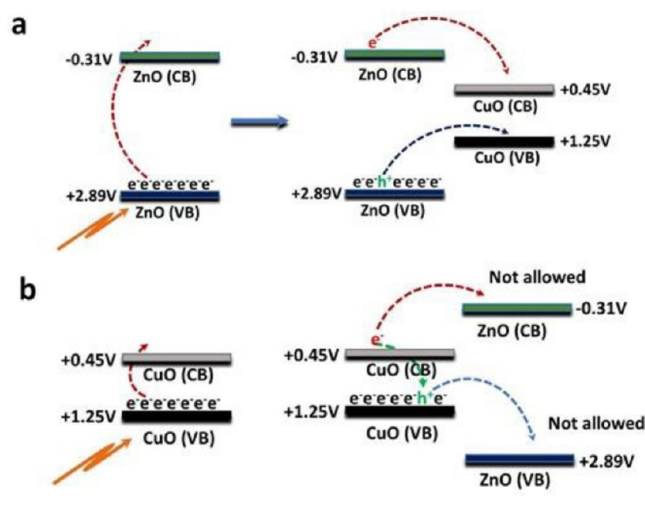 a
-0.31V
ZnO (CB)
e⁻e⁻e⁻e⁻e⁻e⁻e⁻
+2.89V
ZnO (VB)
e⁻
-0.31V
ZnO (CB)
+0.45V
CuO (CB)
+1.25V
CuO (VB)
e⁻e⁻h⁺e⁻e⁻e⁻e⁻
+2.89V
ZnO (VB)
b
+0.45V
CuO (CB)
e⁻e⁻e⁻e⁻e⁻e⁻e⁻
+1.25V
CuO (VB)
Not allowed
-0.31V
ZnO (CB)
e⁻
+0.45V
CuO (CB)
e⁻e⁻e⁻e⁻e⁻h⁺e⁻
+1.25V
CuO (VB)
Not allowed
+2.89V
ZnO (VB)